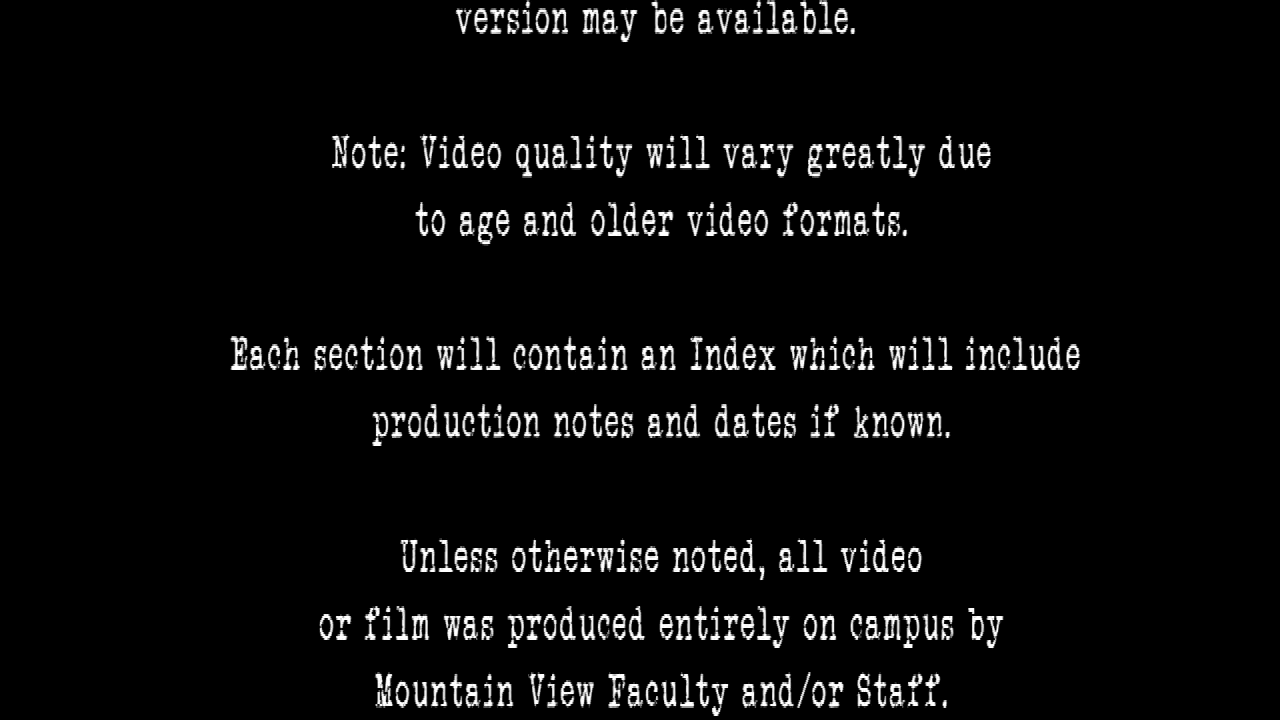 version may be available.
Note: Video quality will vary greatly due
to age and older video formats.
Each section will contain an Index which will include
production notes and dates if known.
Unless otherwise noted, all video
or film was produced entirely on campus by
Mountain View Faculty and/or Staff.